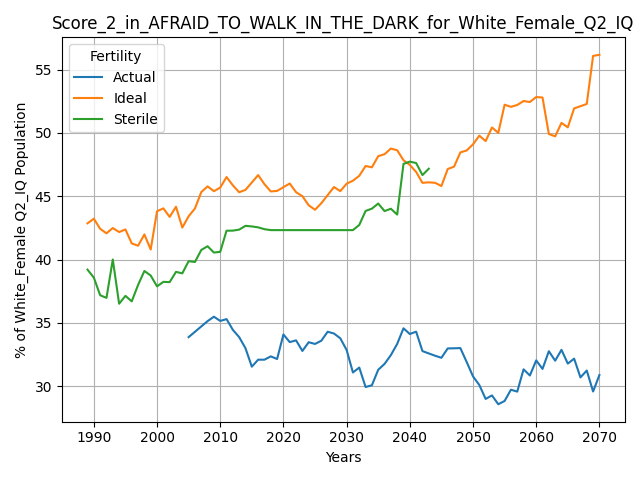 Score_2_in_AFRAID_TO_WALK_IN_THE_DARK_for_White_Female_Q2_IQ
Fertility
Actual
Ideal
Sterile
% of White_Female Q2_IQ Population
55
50
45
40
35
30
1990 2000 2010 2020 2030 2040 2050 2060 2070
Years